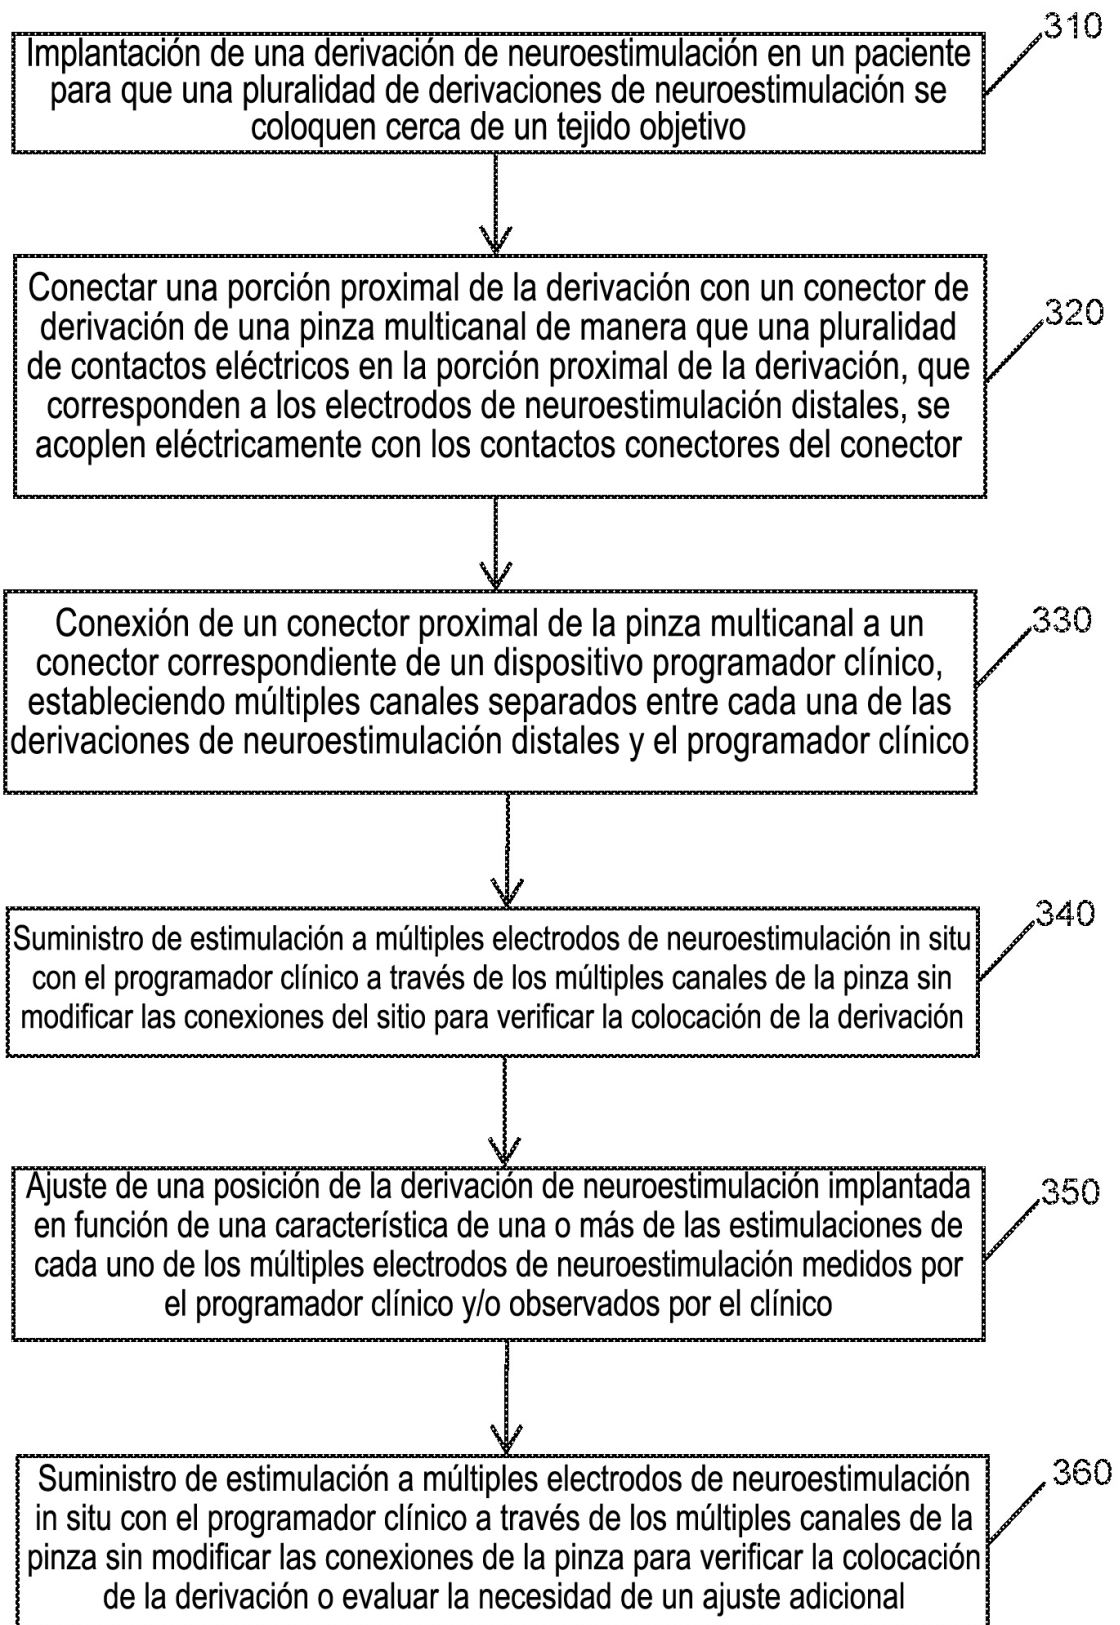 310
Implantación de una derivación de neuroestimulación en un paciente
para que una pluralidad de derivaciones de neuroestimulación se
coloquen cerca de un tejido objetivo
320
Conectar una porción proximal de la derivación con un conector de
derivación de una pinza multicanal de manera que una pluralidad
de contactos eléctricos en la porción proximal de la derivación, que
corresponden a los electrodos de neuroestimulación distales, se
acoplen eléctricamente con los contactos conectores del conector
330
Conexión de un conector proximal de la pinza multicanal a un
conector correspondiente de un dispositivo programador clínico,
estableciendo múltiples canales separados entre cada una de las
derivaciones de neuroestimulación distales y el programador clínico
340
Suministro de estimulación a múltiples electrodos de neuroestimulación in situ
con el programador clínico a través de los múltiples canales de la pinza sin
modificar las conexiones del sitio para verificar la colocación de la derivación
350
Ajuste de una posición de la derivación de neuroestimulación implantada
en función de una característica de una o más de las estimulaciones de
cada uno de los múltiples electrodos de neuroestimulación medidos por
el programador clínico y/o observados por el clínico
360
Suministro de estimulación a múltiples electrodos de neuroestimulación
in situ con el programador clínico a través de los múltiples canales de la
pinza sin modificar las conexiones de la pinza para verificar la colocación
de la derivación o evaluar la necesidad de un ajuste adicional